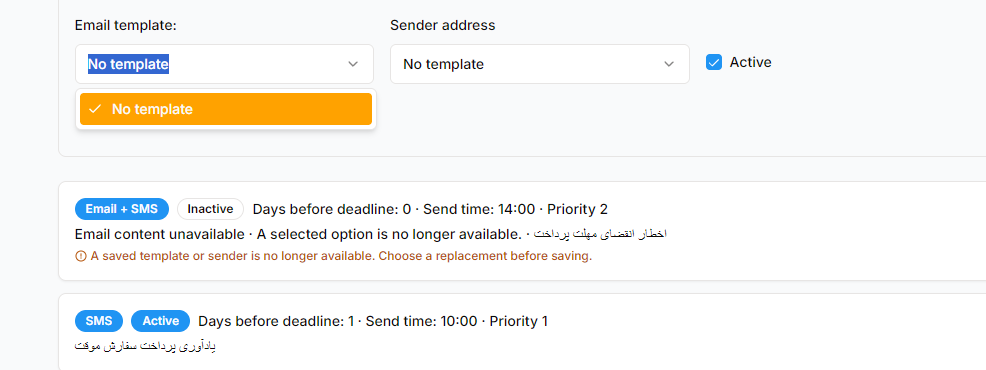 Email template:
Sender address
No template
No template
Active
No template
Email + SMS
Inactive
Days before deadline: 0 · Send time: 14:00 · Priority 2
Email content unavailable · A selected option is no longer available. · اخطار انقضای مهلت پرداخت
A saved template or sender is no longer available. Choose a replacement before saving.
SMS
Active
Days before deadline: 1 · Send time: 10:00 · Priority 1
یادآوری پرداخت سفارش موقت